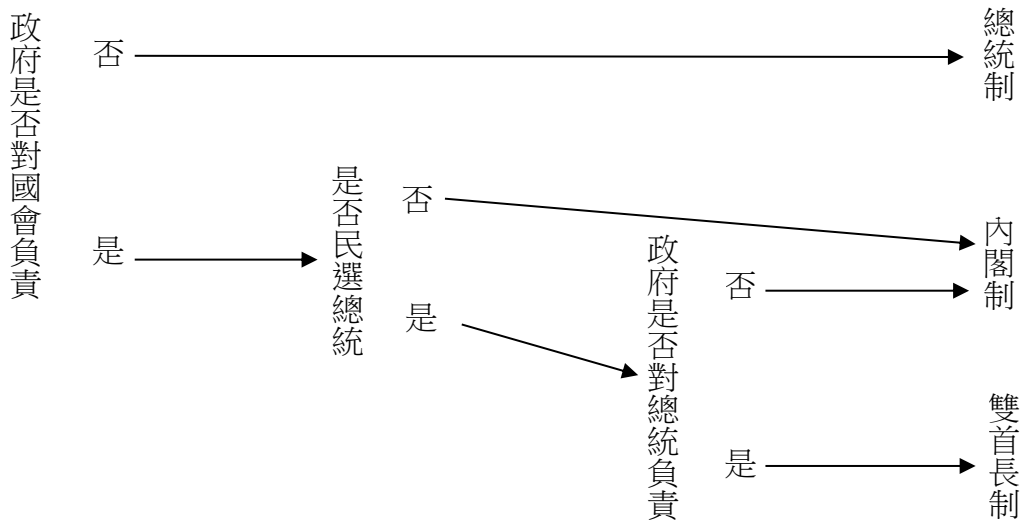 政府是否對國會負責
否
總統制
是
是否民選總統
否
內閣制
是
政府是否對總統負責
否
是
雙首長制